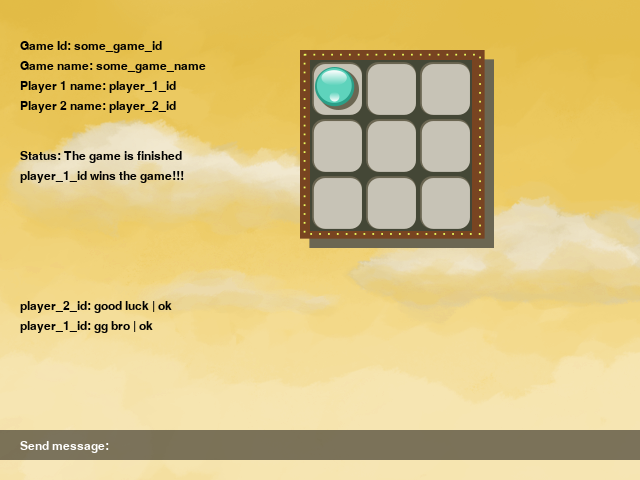 Game Id: some_game_id
Game name: some_game_name
Player 1 name: player_1_id
Player 2 name: player_2_id
Status: The game is finished
player_1_id wins the game!!!
player_2_id: good luck | ok
player_1_id: gg bro | ok
Send message: